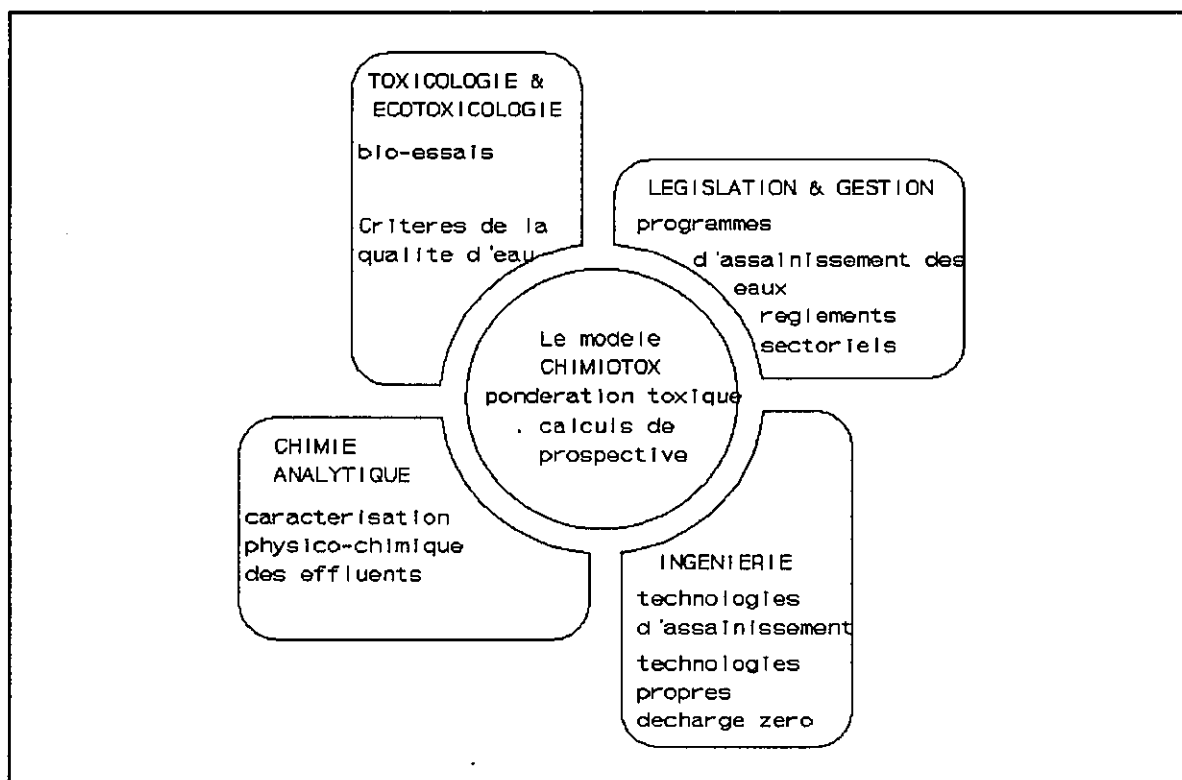 TOXICOLOGIE &
ECOTOXICOLOGIE
bio-essais
Criteres de la
qualite d'eau
LEGISLATION & GESTION
programmes
d'assainissement des
eaux
reglements
sectoriels
Le modele
CHIMIOTOX
ponderation toxique
. calculs de
prospective
CHIMIE
ANALYTIQUE
caracterisation
physico-chimique
des effluents
INGENIERIE
technologies
d'assainissement
technologies
propres
decharge zero